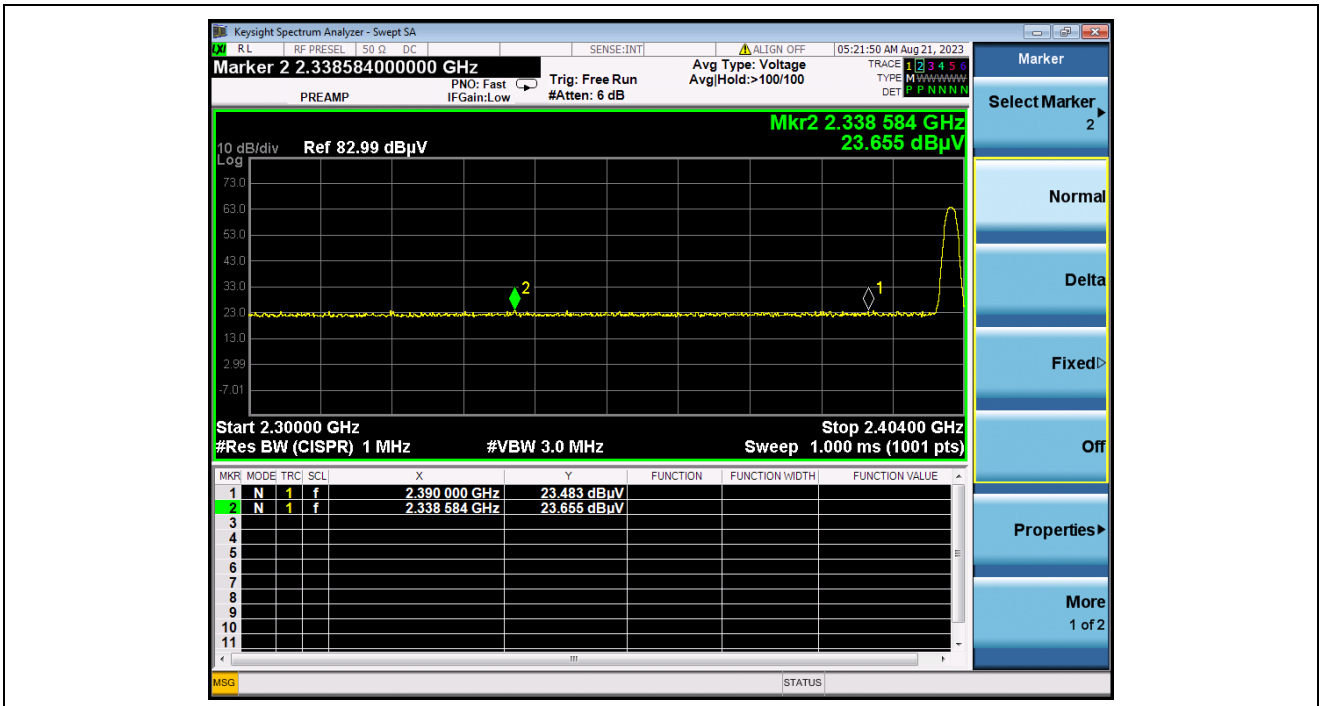 Keysight Spectrum Analyzer - Swept SA
LXI RL RF PRESEL 50 Ω DC SENSE:INT ALIGN OFF 05:21:50 AM Aug 21, 2023
Marker 2 2.338584000000 GHz
PREAMP
PNO: Fast
IFGain:Low
Trig: Free Run
#Atten: 6 dB
Avg Type: Voltage
Avg|Hold:>100/100
TRACE 1 2 3 4 5 6
TYPE M W W W W W
DET P P N N N N
Mkr2 2.338 584 GHz
23.655 dBµV
10 dB/div Ref 82.99 dBµV
Log
73.0
63.0
53.0
43.0
33.0
23.0
13.0
2.99
-7.01
2
1
Start 2.30000 GHz Stop 2.40400 GHz
#Res BW (CISPR) 1 MHz #VBW 3.0 MHz Sweep 1.000 ms (1001 pts)
MKR MODE TRC SCL X Y FUNCTION FUNCTION WIDTH FUNCTION VALUE
1 N 1 f 2.390 000 GHz 23.483 dBµV
2 N 1 f 2.338 584 GHz 23.655 dBµV
3
4
5
6
7
8
9
10
11
MSG STATUS
Marker
Select Marker
2
Normal
Delta
Fixed
Off
Properties
More
1 of 2